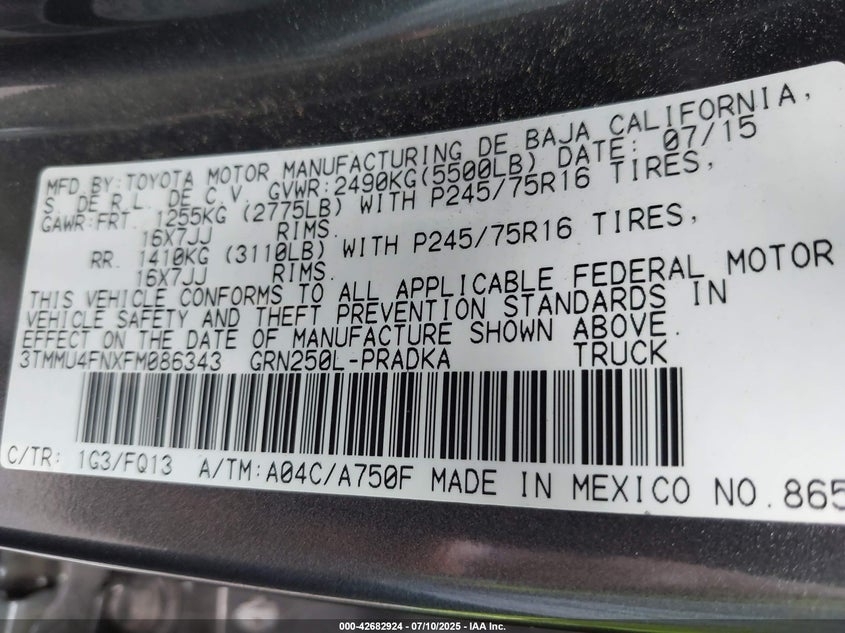 MFD.BY:TOYOTA MOTOR MANUFACTURING DE BAJA CALIFORNIA,
S. DE R.L. DE C.V. GVWR:2490KG(5500LB) DATE: 07/15
GAWR:FRT. 1255KG (2775LB) WITH P245/75R16 TIRES,
16X7JJ RIMS.
RR. 1410KG (3110LB) WITH P245/75R16 TIRES,
16X7JJ RIMS.
THIS VEHICLE CONFORMS TO ALL APPLICABLE FEDERAL MOTOR
VEHICLE SAFETY AND THEFT PREVENTION STANDARDS IN
EFFECT ON THE DATE OF MANUFACTURE SHOWN ABOVE.
3TMMU4FNXFM086343 GRN250L-PRADKA TRUCK
C/TR: 1G3/FQ13 A/TM:A04C/A750F MADE IN MEXICO NO.865
000-42682924 - 07/10/2025 - IAA Inc.